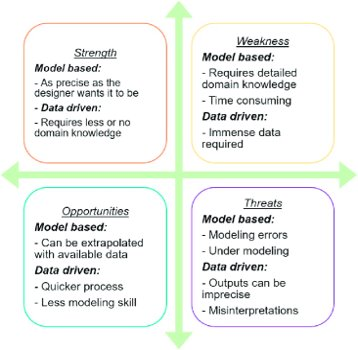 Strength
Model based:
- As precise as the
designer wants it to be
- Data driven:
- Requires less or no
domain knowledge
Weakness
Model based:
- Requires detailed
domain knowledge
- Time consuming
Data driven:
- Immense data
required
Opportunities
Model based:
- Can be extrapolated
with available data
Data driven:
- Quicker process
- Less modeling skill
Threats
Model based:
- Modeling errors
- Under modeling
Data driven:
- Outputs can be
imprecise
- Misinterpretations